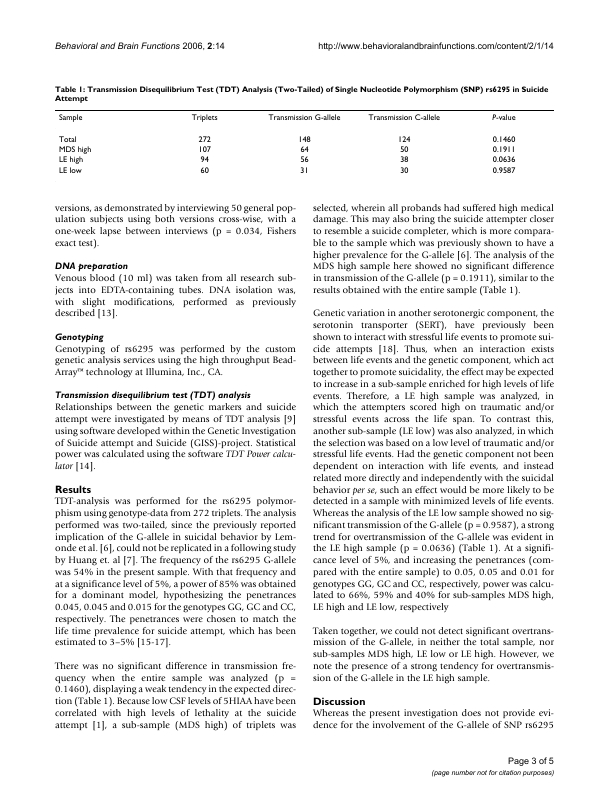 Behavioral and Brain Functions 2006, 2:14
http://www.behavioralandbrainfunctions.com/content/2/1/14
Table 1: Transmission Disequilibrium Test (TDT) Analysis (Two-Tailed) of Single Nucleotide Polymorphism (SNP) rs6295 in Suicide
Attempt
Sample Triplets Transmission G-allele Transmission C-allele P-value
Total 272 148 124 0.1460
MDS high 107 64 50 0.1911
LE high 94 56 38 0.0636
LE low 60 31 30 0.9587
versions, as demonstrated by interviewing 50 general pop-
ulation subjects using both versions cross-wise, with a
one-week lapse between interviews (p = 0.034, Fishers
exact test).
DNA preparation
Venous blood (10 ml) was taken from all research sub-
jects into EDTA-containing tubes. DNA isolation was,
with slight modifications, performed as previously
described [13].
Genotyping
Genotyping of rs6295 was performed by the custom
genetic analysis services using the high throughput Bead-
Array™ technology at Illumina, Inc., CA.
Transmission disequilibrium test (TDT) analysis
Relationships between the genetic markers and suicide
attempt were investigated by means of TDT analysis [9]
using software developed within the Genetic Investigation
of Suicide attempt and Suicide (GISS)-project. Statistical
power was calculated using the software TDT Power calcu-
lator [14].
Results
TDT-analysis was performed for the rs6295 polymor-
phism using genotype-data from 272 triplets. The analysis
performed was two-tailed, since the previously reported
implication of the G-allele in suicidal behavior by Lem-
onde et al. [6], could not be replicated in a following study
by Huang et. al [7]. The frequency of the rs6295 G-allele
was 54% in the present sample. With that frequency and
at a significance level of 5%, a power of 85% was obtained
for a dominant model, hypothesizing the penetrances
0.045, 0.045 and 0.015 for the genotypes GG, GC and CC,
respectively. The penetrances were chosen to match the
life time prevalence for suicide attempt, which has been
estimated to 3–5% [15-17].
There was no significant difference in transmission fre-
quency when the entire sample was analyzed (p =
0.1460), displaying a weak tendency in the expected direc-
tion (Table 1). Because low CSF levels of 5HIAA have been
correlated with high levels of lethality at the suicide
attempt [1], a sub-sample (MDS high) of triplets was
selected, wherein all probands had suffered high medical
damage. This may also bring the suicide attempter closer
to resemble a suicide completer, which is more compara-
ble to the sample which was previously shown to have a
higher prevalence for the G-allele [6]. The analysis of the
MDS high sample here showed no significant difference
in transmission of the G-allele (p = 0.1911), similar to the
results obtained with the entire sample (Table 1).
Genetic variation in another serotonergic component, the
serotonin transporter (SERT), have previously been
shown to interact with stressful life events to promote sui-
cide attempts [18]. Thus, when an interaction exists
between life events and the genetic component, which act
together to promote suicidality, the effect may be expected
to increase in a sub-sample enriched for high levels of life
events. Therefore, a LE high sample was analyzed, in
which the attempters scored high on traumatic and/or
stressful events across the life span. To contrast this,
another sub-sample (LE low) was also analyzed, in which
the selection was based on a low level of traumatic and/or
stressful events. Had the genetic component not been
dependent on interaction with life events, and instead
related more directly and independently with the suicidal
behavior per se, such an effect would be more likely to be
detected in a sample with minimized levels of life events.
Whereas the analysis of the LE low sample showed no sig-
nificant transmission of the G-allele (p = 0.9587), a strong
trend for overtransmission of the G-allele was evident in
the LE high sample (p = 0.0636) (Table 1). At a signifi-
cance level of 5%, and increasing the penetrances (com-
pared with the entire sample) to 0.05, 0.05 and 0.01 for
genotypes GG, GC and CC, respectively, power was calcu-
lated to 66%, 59% and 40% for sub-samples MDS high,
LE high and LE low, respectively
Taken together, we could not detect significant overtrans-
mission of the G-allele, in neither the total sample, nor
sub-samples MDS high, LE low or LE high. However, we
note the presence of a strong tendency for overtransmis-
sion of the G-allele in the LE high sample.
Discussion
Whereas the present investigation does not provide evi-
dence for the involvement of the G-allele of SNP rs6295
Page 3 of 5
(page number not for citation purposes)